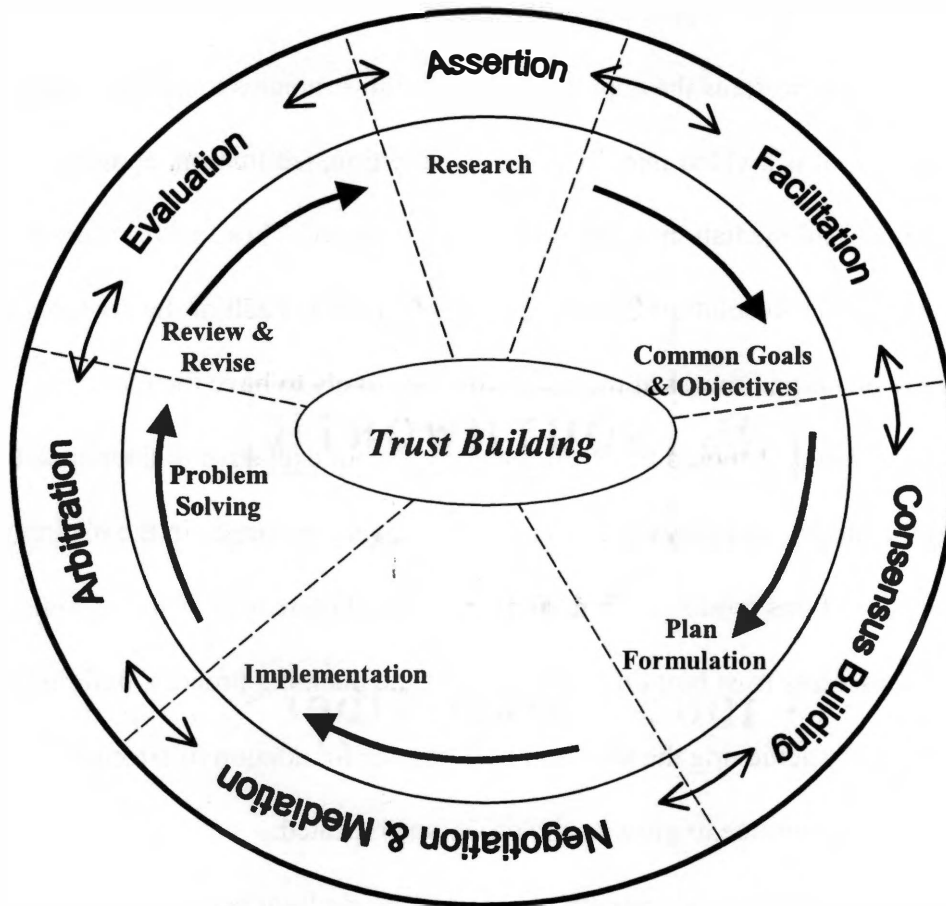 Assertion
Facilitation
Consensus Building
Negotiation & Mediation
Arbitration
Evaluation
Research
Common Goals
& Objectives
Plan
Formulation
Implementation
Problem
Solving
Review &
Revise
Trust Building